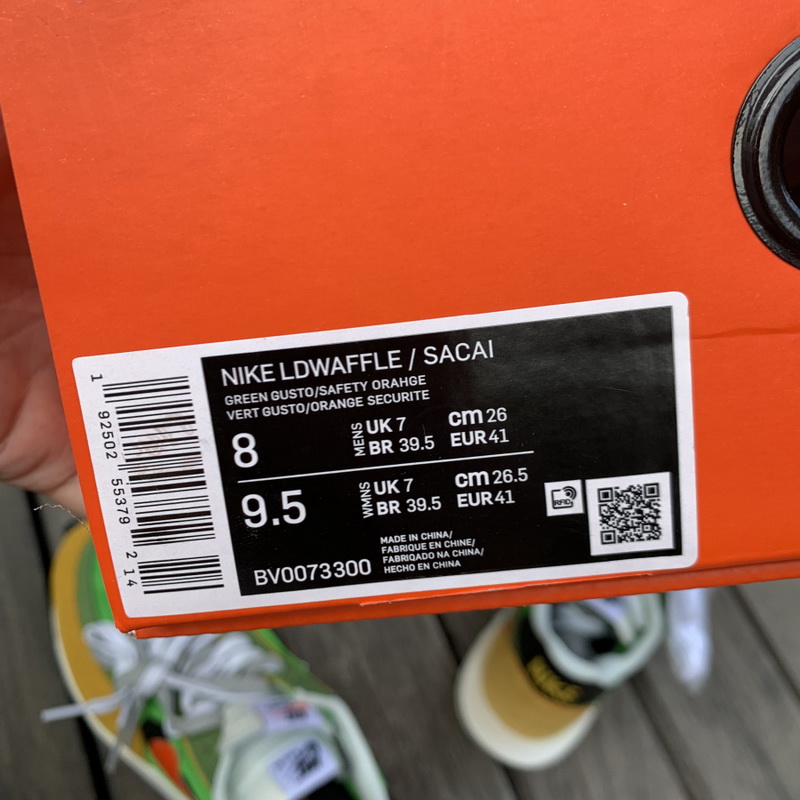 NIKE LDWAFFLE / SACAI
GREEN GUSTO/SAFETY ORAHGE
VERT GUSTO/ORANGE SECURITE
8 MENS UK 7 cm 26
BR 39.5 EUR 41
9.5 WMNS UK 7 cm 26.5
BR 39.5 EUR 41
RFID
BV0073300
MADE IN CHINA/
FABRIQUE EN CHINE/
FABRIQADO NA CHINA/
HECHO EN CHINA
1 92502 55379 2 14